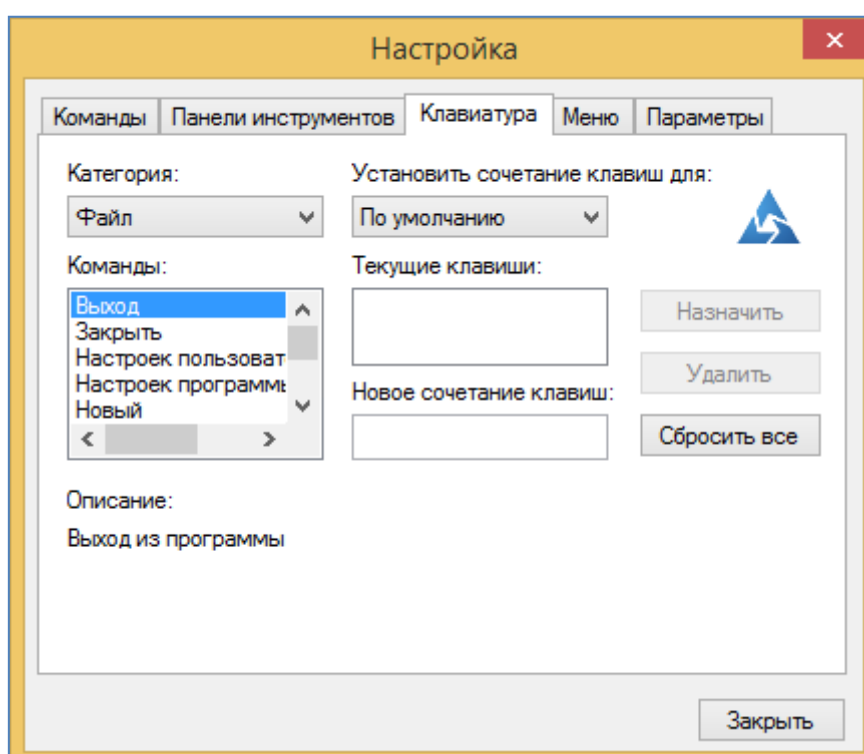 Настройка
Команды Панели инструментов Клавиатура Меню Параметры
Категория: Установить сочетание клавиш для:
Файл По умолчанию
Команды: Текущие клавиши:
Выход
Закрыть
Настроек пользоват
Настроек программы
Новый
Назначить
Удалить
Новое сочетание клавиш:
Сбросить все
Описание:
Выход из программы
Закрыть